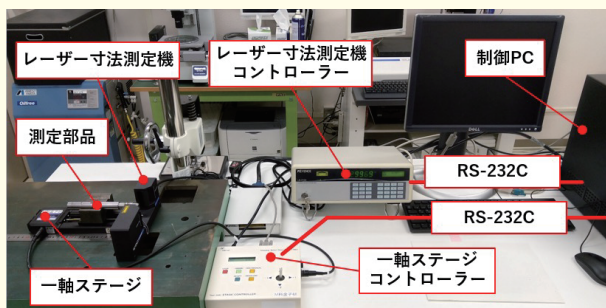 レーザー寸法測定機
レーザー寸法測定機
コントローラー
制御PC
測定部品
RS-232C
RS-232C
一軸ステージ
一軸ステージ
コントローラー
DELL